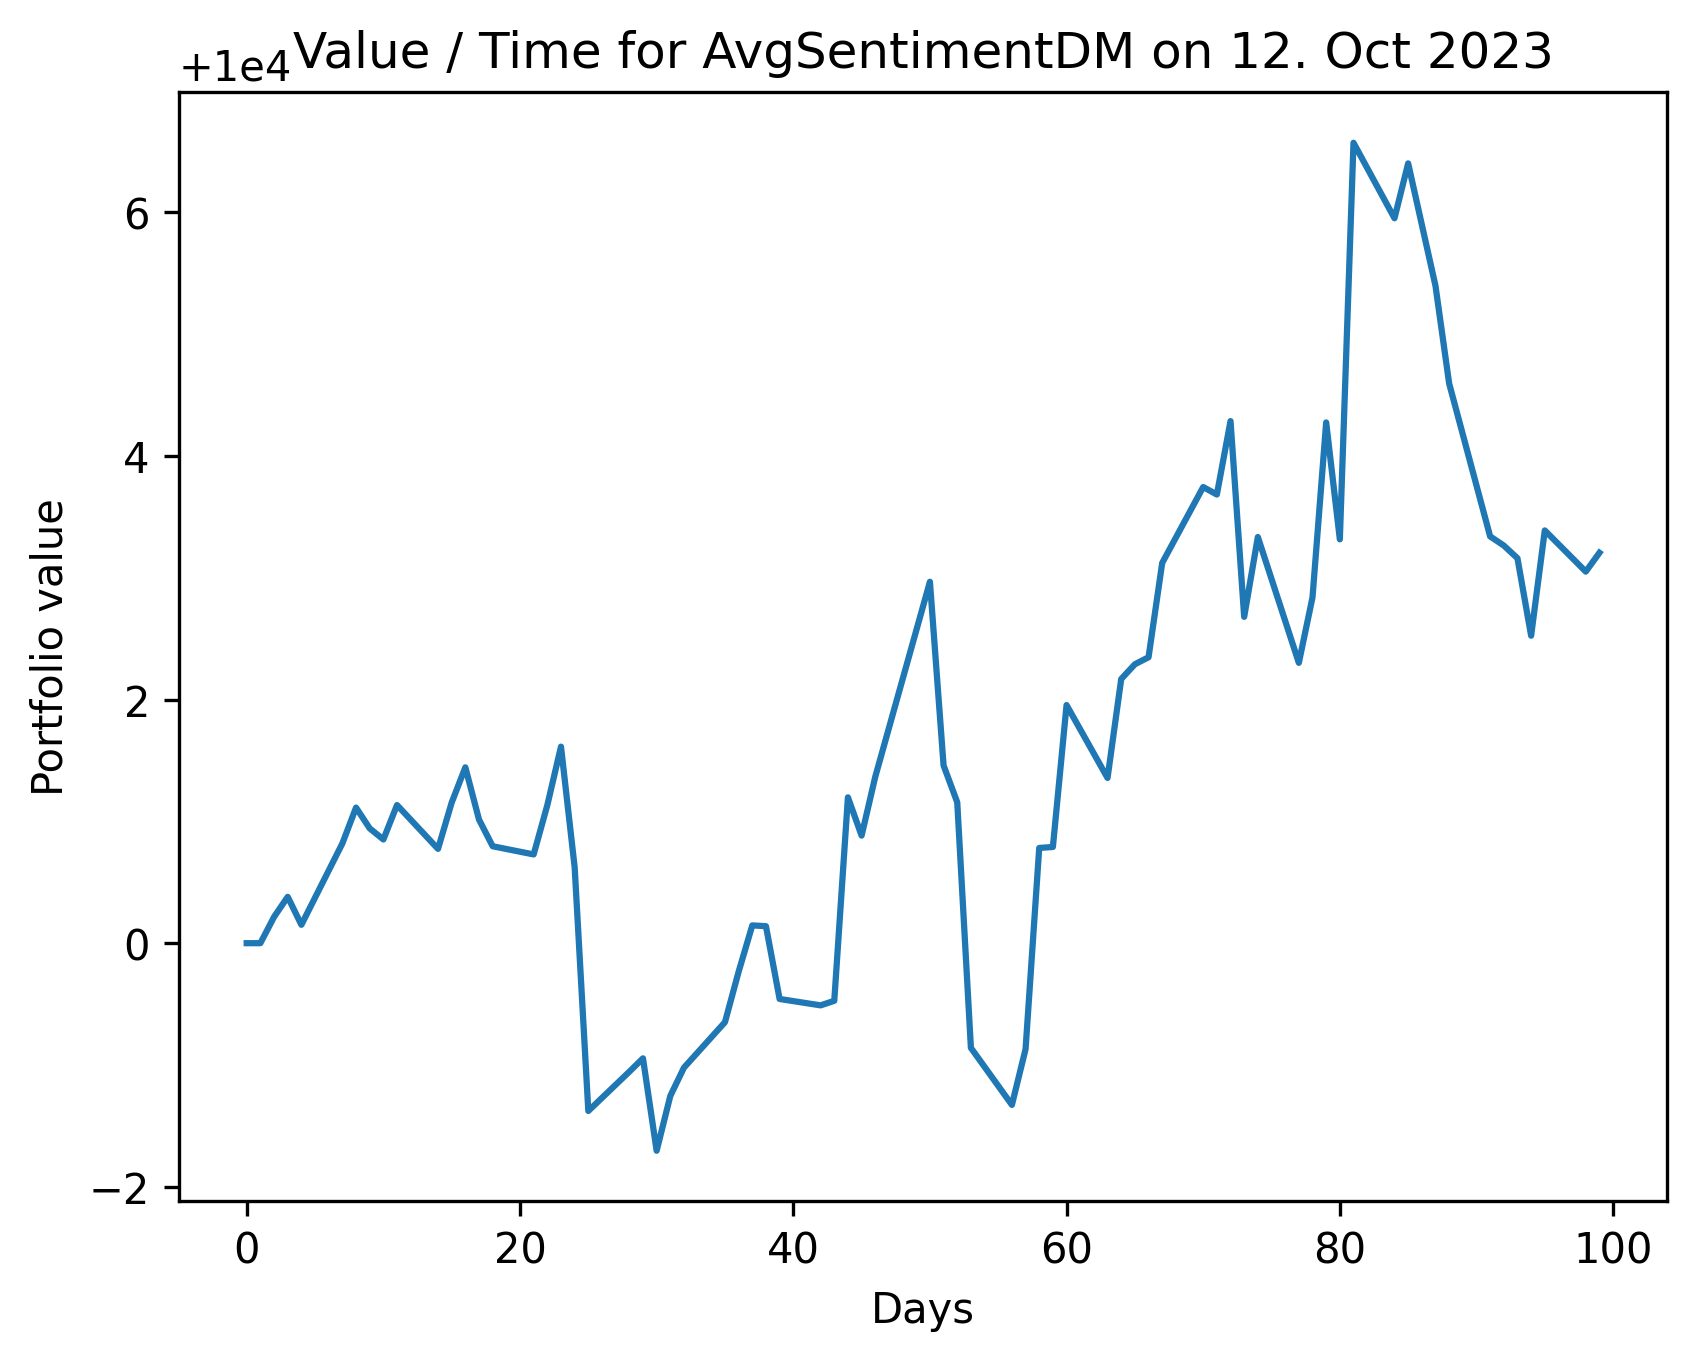 Value / Time for AvgSentimentDM on 12. Oct 2023
+1e4
6
4
2
0
−2
Portfolio value
0 20 40 60 80 100
Days